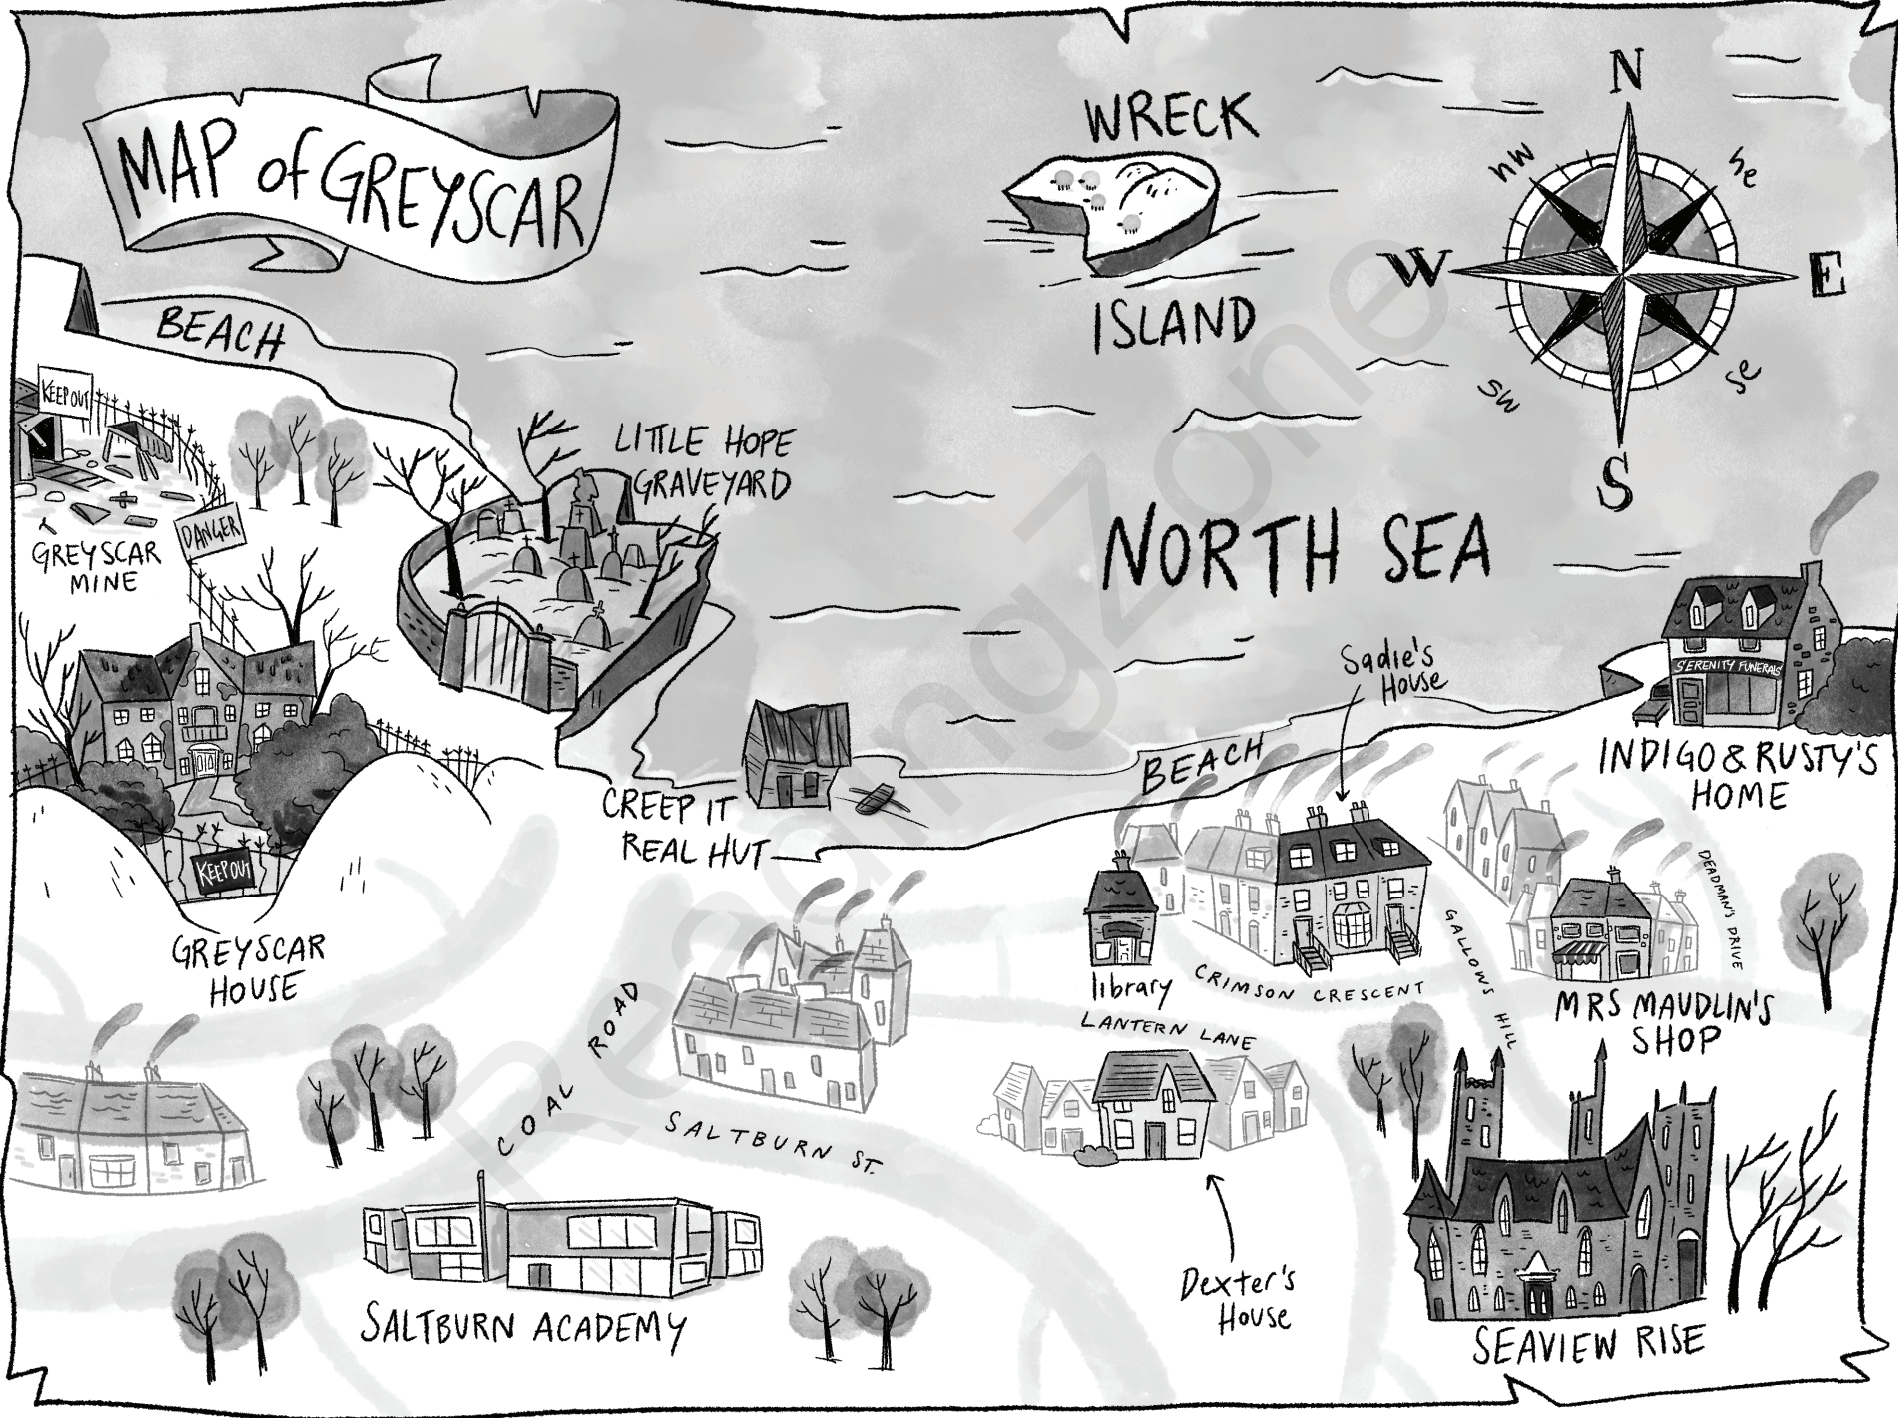 MAP of GREYSCAR
WRECK
ISLAND
N
nw
ne
W
E
sw
se
S
BEACH
KEEP OUT
GREYSCAR
MINE
DANGER
LITTLE HOPE
GRAVEYARD
NORTH SEA
Sadie's
House
SERENITY FUNERALS
INDIGO & RUSTY'S
HOME
BEACH
CREEP IT
REAL HUT
KEEP OUT
GREYSCAR
HOUSE
library
CRIMSON CRESCENT
LANTERN LANE
GALLOWS HILL
DEADMAN'S DRIVE
MRS MAUDLIN'S
SHOP
COAL ROAD
SALTBURN ST.
SALTBURN ACADEMY
Dexter's
House
SEAVIEW RISE
ReadingZone